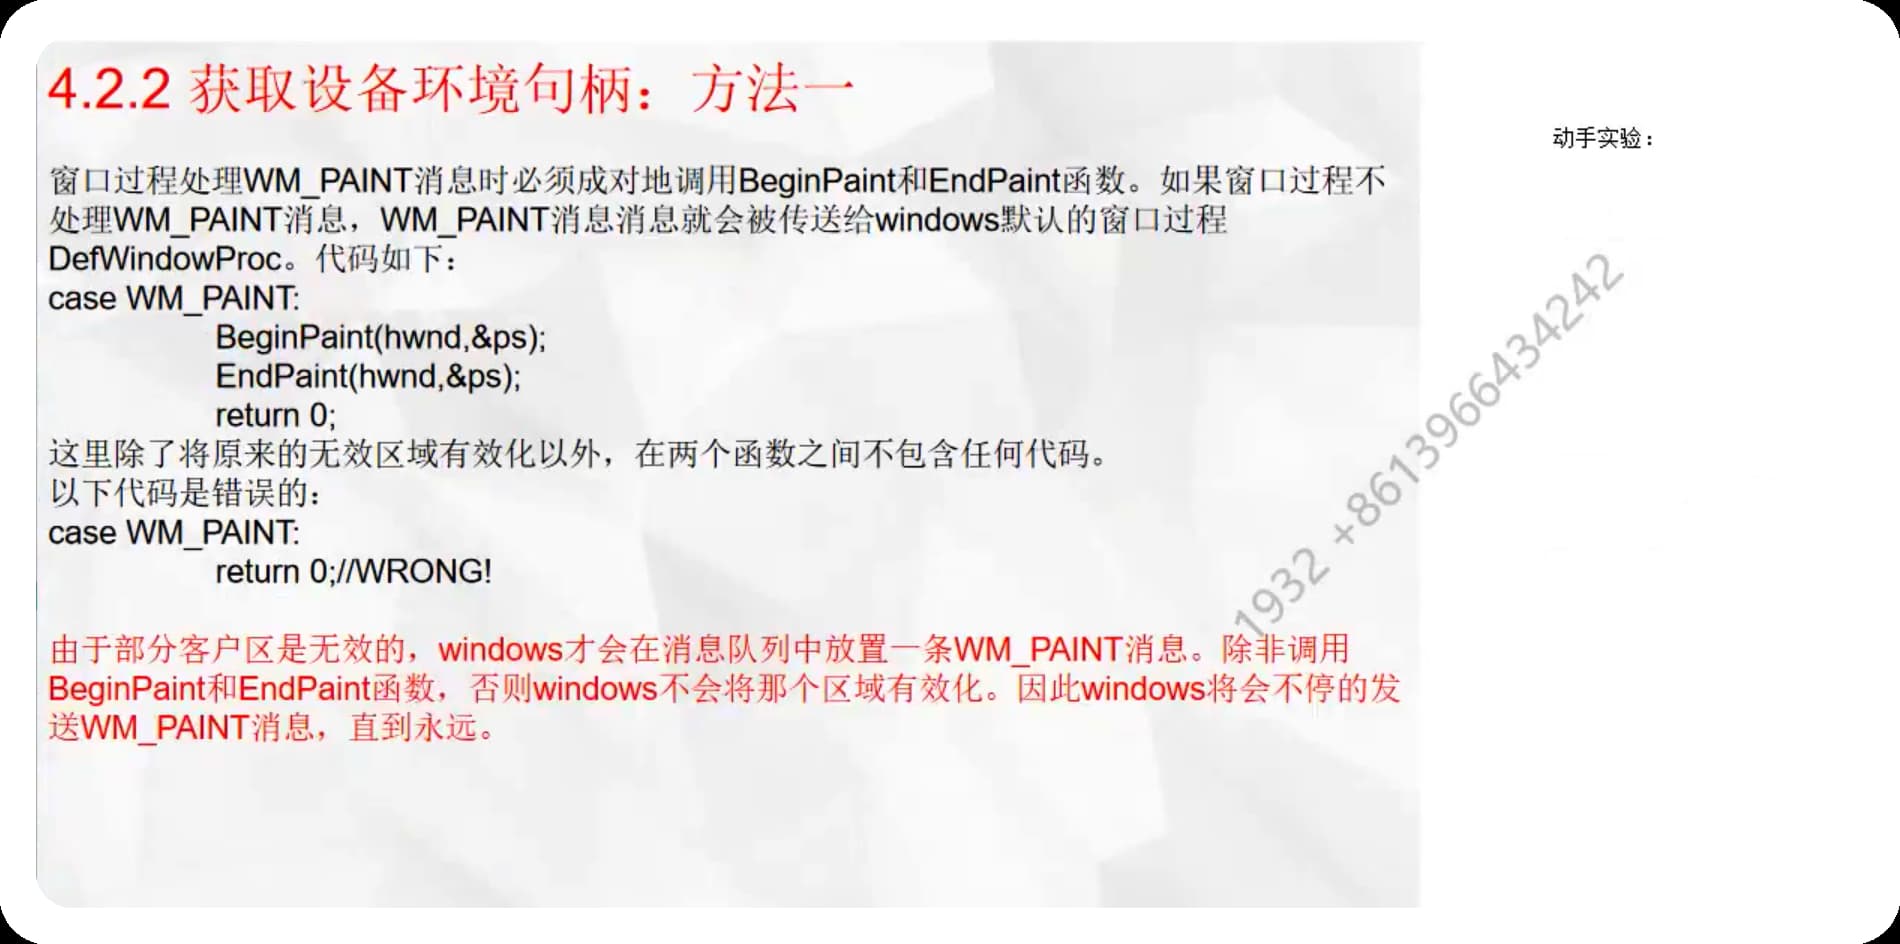 4.2.2 获取设备环境句柄：方法一
动手实验：
窗口过程处理WM_PAINT消息时必须成对地调用BeginPaint和EndPaint函数。如果窗口过程不
处理WM_PAINT消息，WM_PAINT消息消息就会被传送给windows默认的窗口过程
DefWindowProc。代码如下：
case WM_PAINT:
BeginPaint(hwnd,&ps);
EndPaint(hwnd,&ps);
return 0;
这里除了将原来的无效区域有效化以外，在两个函数之间不包含任何代码。
以下代码是错误的：
case WM_PAINT:
return 0;//WRONG!
由于部分客户区是无效的，windows才会在消息队列中放置一条WM_PAINT消息。除非调用
BeginPaint和EndPaint函数，否则windows不会将那个区域有效化。因此windows将会不停的发
送WM_PAINT消息，直到永远。
1932 +8613966434242